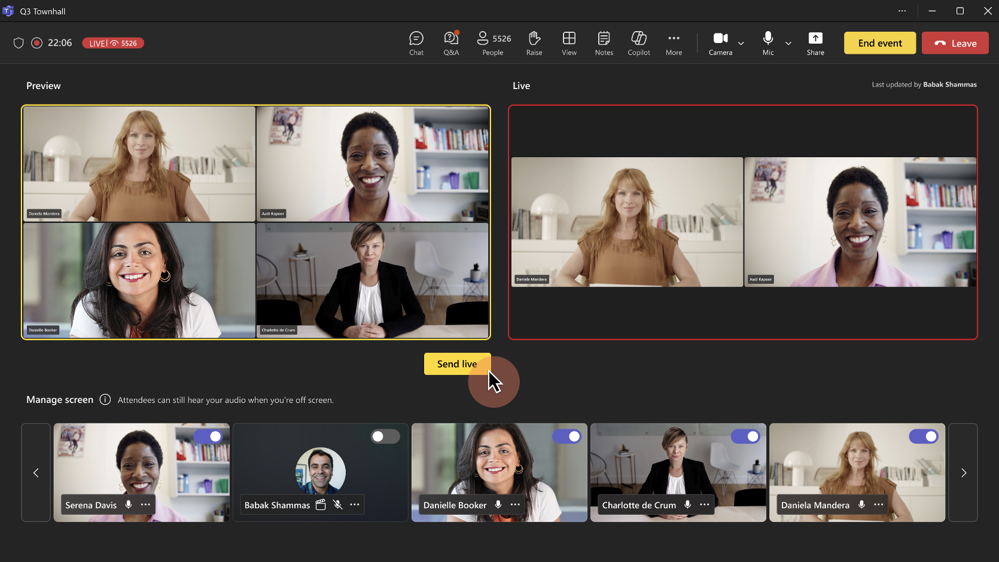 Q3 Townhall
22:06
LIVE 5526
Chat
Q&A
5526
People
Raise
View
Notes
Copilot
More
Camera
Mic
Share
End event
Leave
Preview
Live
Last updated by Babak Shammas
Daniela Mandera
Aadi Kapoor
Danielle Booker
Charlotte de Crum
Daniela Mandera
Aadi Kapoor
Send live
Manage screen
Attendees can still hear your audio when you're off screen.
Serena Davis
Babak Shammas
Danielle Booker
Charlotte de Crum
Daniela Mandera